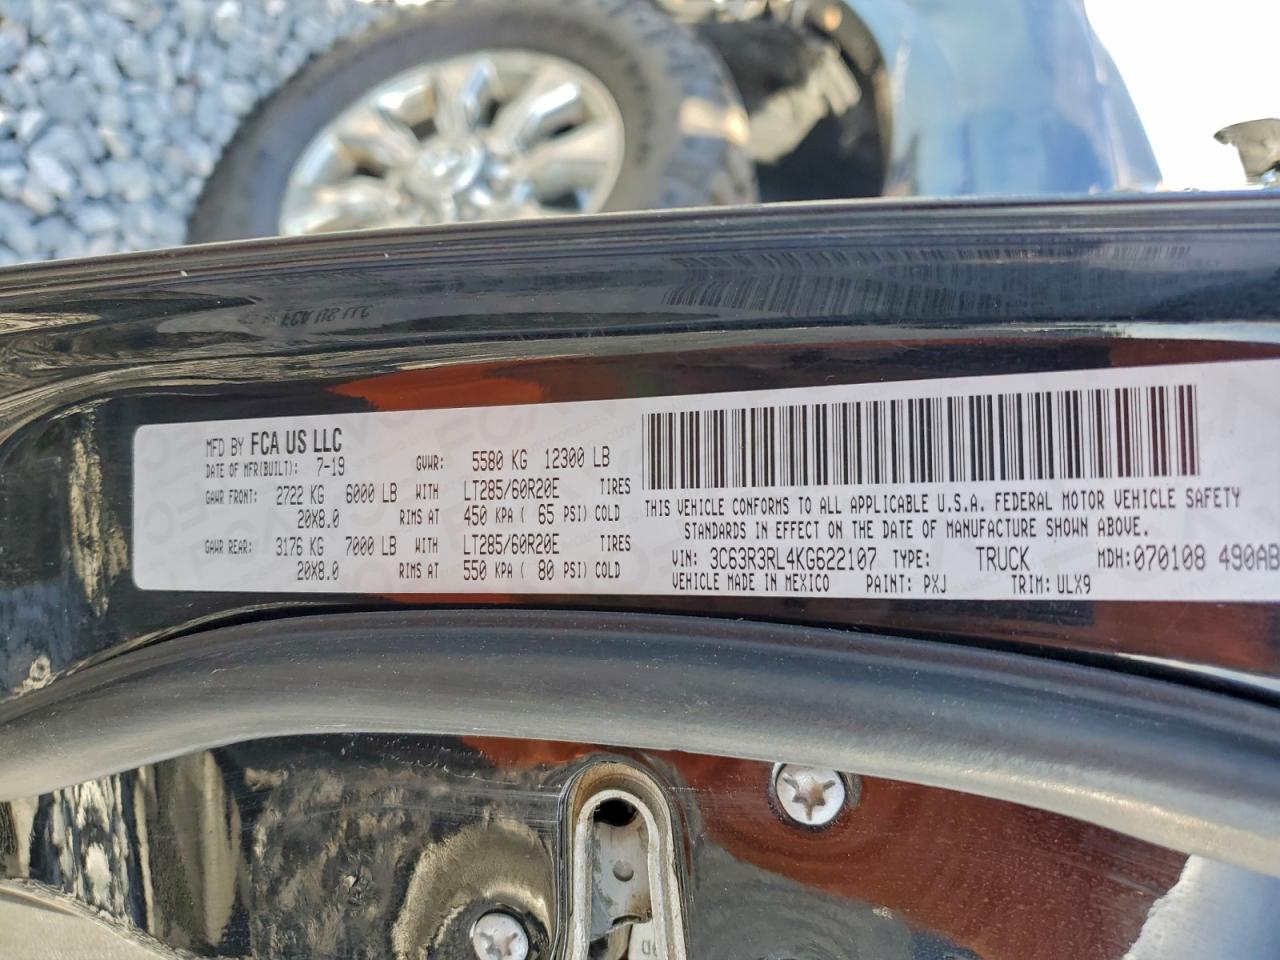 MFD BY FCA US LLC
DATE OF MFR(BUILT): 7-19 GVWR: 5580 KG 12300 LB
GAWR FRONT: 2722 KG 6000 LB WITH LT285/60R20E TIRES
20X8.0 RIMS AT 450 KPA ( 65 PSI) COLD
GAWR REAR: 3176 KG 7000 LB WITH LT285/60R20E TIRES
20X8.0 RIMS AT 550 KPA ( 80 PSI) COLD
THIS VEHICLE CONFORMS TO ALL APPLICABLE U.S.A. FEDERAL MOTOR VEHICLE SAFETY
STANDARDS IN EFFECT ON THE DATE OF MANUFACTURE SHOWN ABOVE.
VIN: 3C63R3RL4KG622107 TYPE: TRUCK MDH:070108 490AB
VEHICLE MADE IN MEXICO PAINT: PXJ TRIM: ULX9